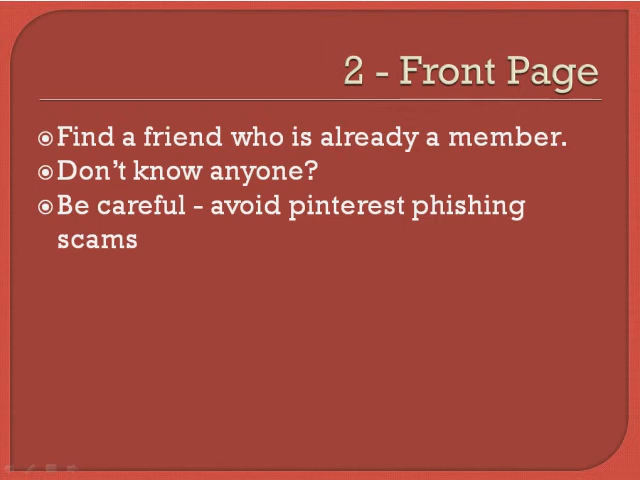 2 - Front Page
Find a friend who is already a member.
Don’t know anyone?
Be careful - avoid pinterest phishing
scams